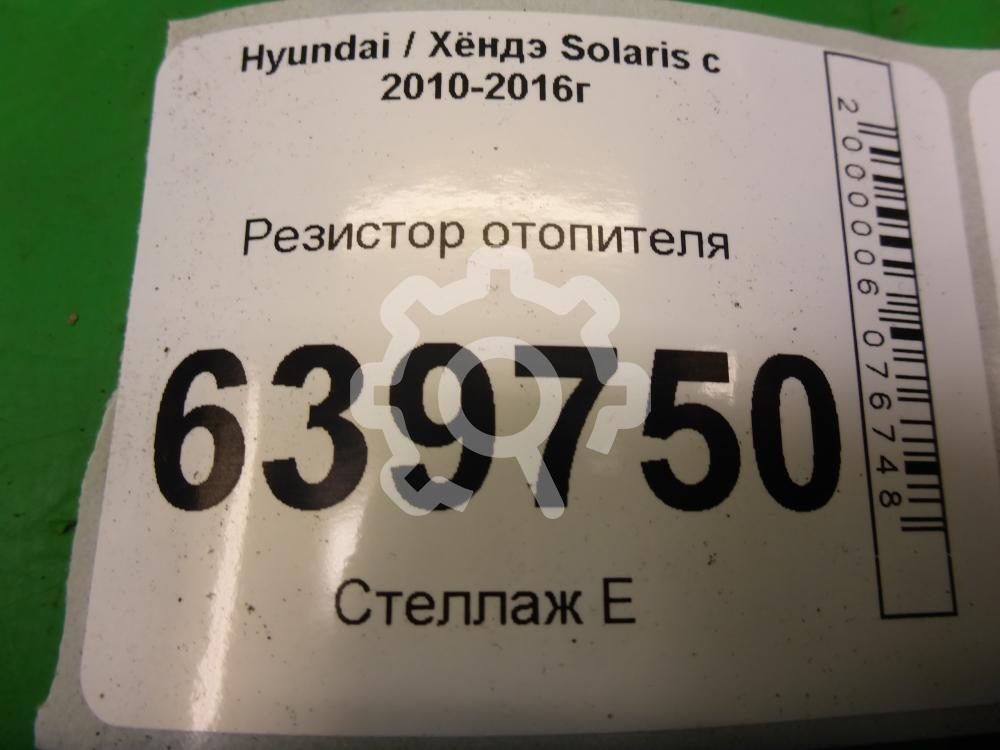 Hyundai / Хёндэ Solaris с
2010-2016г
Резистор отопителя
639750
Стеллаж Е
2000006076748